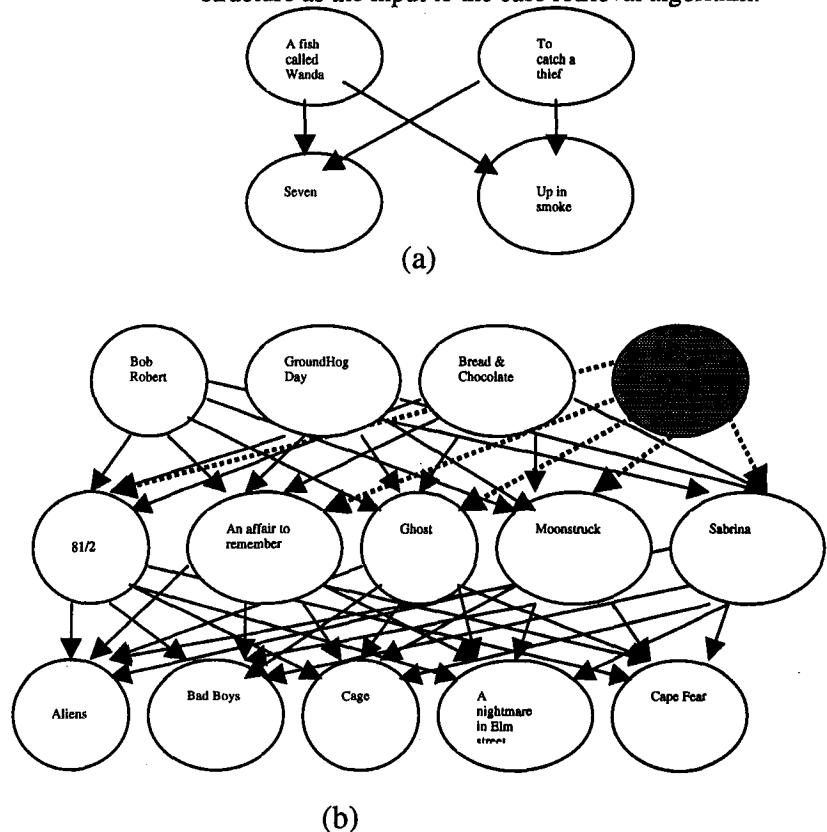 structure as the input to the case retrieval algorithm.
A fish
called
Wanda
To
catch a
thief
Seven
Up in
smoke
(a)
Bob
Robert
GroundHog
Day
Bread &
Chocolate
81/2
An affair to
remember
Ghost
Moonstruck
Sabrina
Aliens
Bad Boys
Cage
A
nightmare
in Elm
street
Cape Fear
(b)